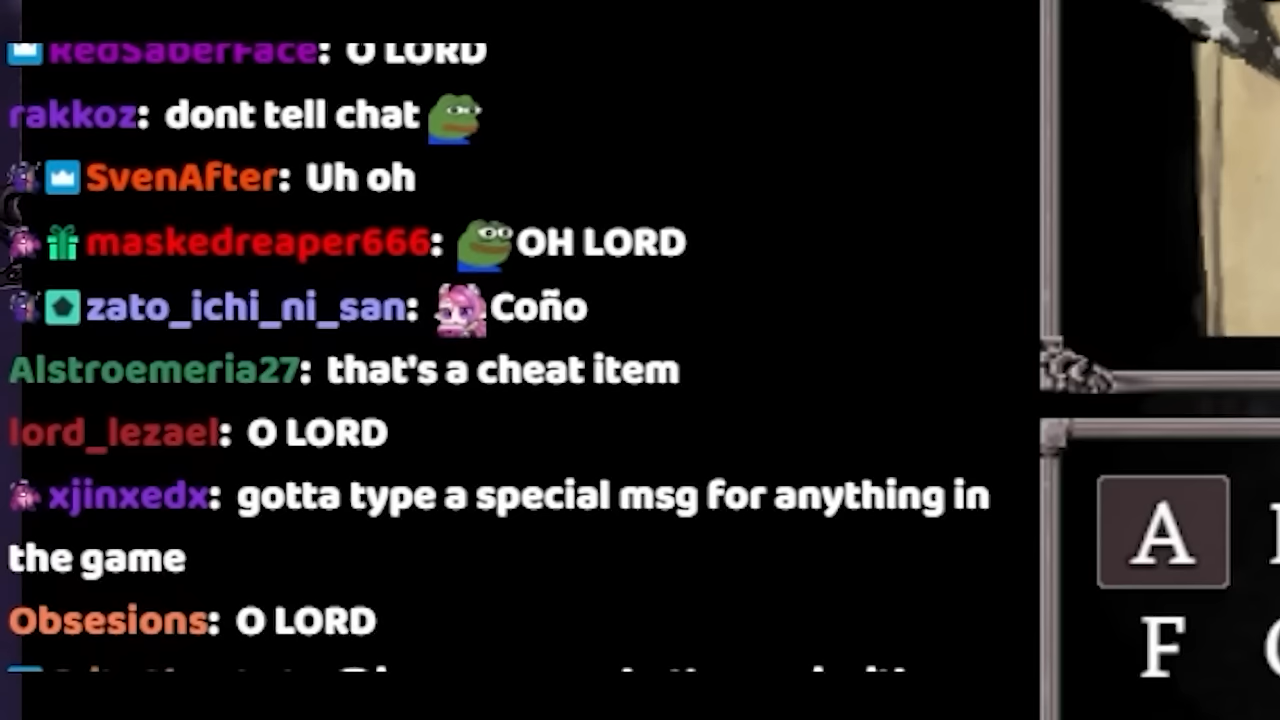 RedSaberFace: O LORD
rakkoz: dont tell chat
SvenAfter: Uh oh
maskedreaper666: OH LORD
zato_ichi_ni_san: Coño
Alstroemeria27: that's a cheat item
lord_lezael: O LORD
xjinxedx: gotta type a special msg for anything in
the game
Obsesions: O LORD
A
F